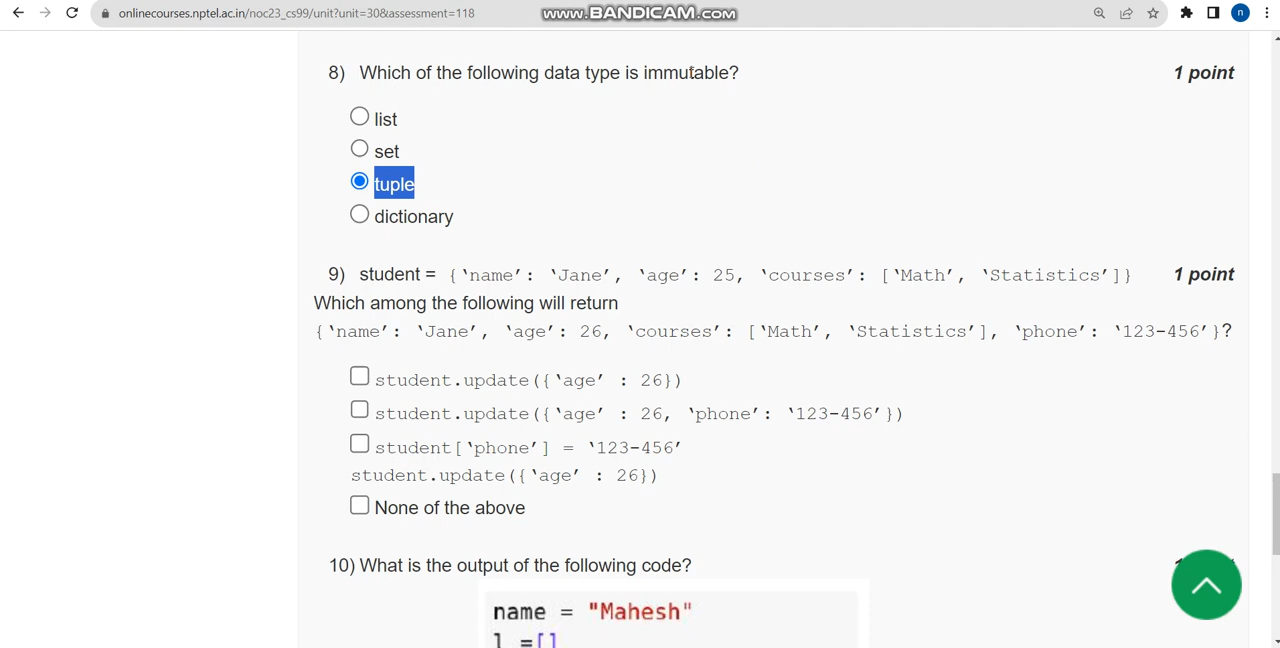 onlinecourses.nptel.ac.in/noc23_cs99/unit?unit=30&assessment=118
www.BANDICAM.com
n
8) Which of the following data type is immutable? 1 point
list
set
tuple
dictionary
9) student = {‘name’: ‘Jane’, ‘age’: 25, ‘courses’: [‘Math’, ‘Statistics’]} 1 point
Which among the following will return
{‘name’: ‘Jane’, ‘age’: 26, ‘courses’: [‘Math’, ‘Statistics’], ‘phone’: ‘123-456’}?
student.update({‘age’ : 26})
student.update({‘age’ : 26, ‘phone’: ‘123-456’})
student[‘phone’] = ‘123-456’
student.update({‘age’ : 26})
None of the above
10) What is the output of the following code?
name = "Mahesh"
l =[]